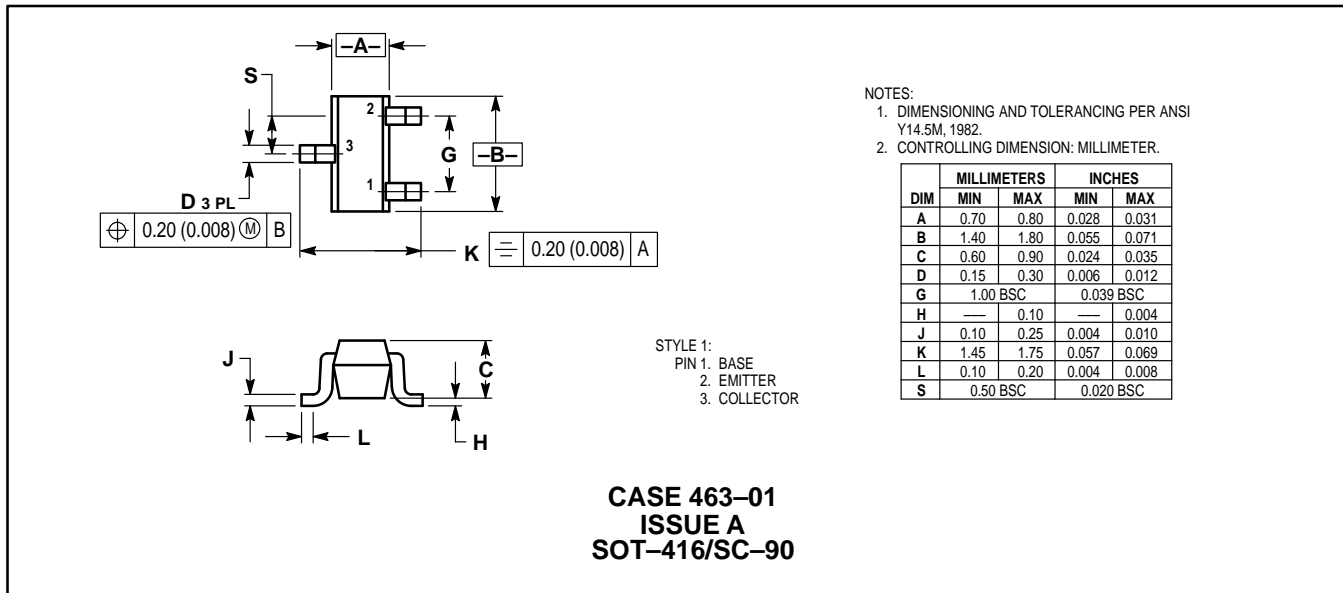 –A–
S
2
3
G
–B–
1
D 3 PL
⌖ 0.20 (0.008) Ⓜ B
K
⌯ 0.20 (0.008) A
J
C
L
H
STYLE 1:
PIN 1. BASE
2. EMITTER
3. COLLECTOR
NOTES:
1. DIMENSIONING AND TOLERANCING PER ANSI
Y14.5M, 1982.
2. CONTROLLING DIMENSION: MILLIMETER.
MILLIMETERS INCHES
DIM MIN MAX MIN MAX
A 0.70 0.80 0.028 0.031
B 1.40 1.80 0.055 0.071
C 0.60 0.90 0.024 0.035
D 0.15 0.30 0.006 0.012
G 1.00 BSC 0.039 BSC
H ––– 0.10 ––– 0.004
J 0.10 0.25 0.004 0.010
K 1.45 1.75 0.057 0.069
L 0.10 0.20 0.004 0.008
S 0.50 BSC 0.020 BSC
CASE 463–01
ISSUE A
SOT–416/SC–90